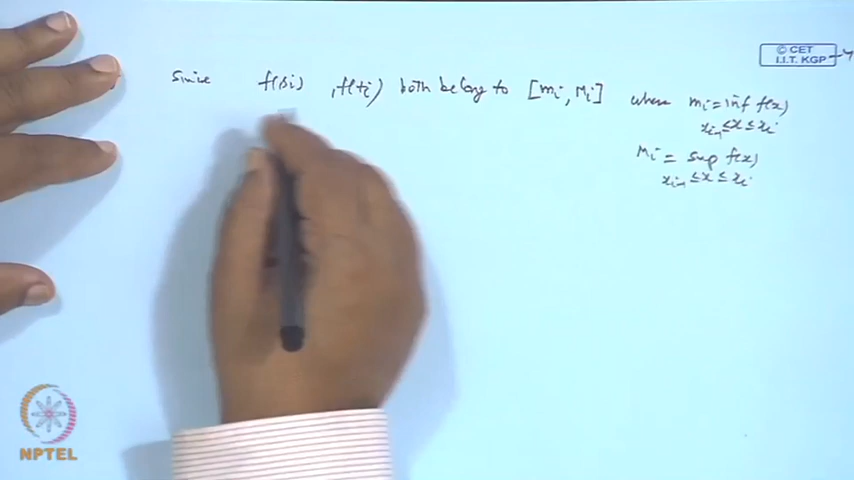 Since f(si) , f(ti) both belong to [mi, Mi] where mi = inf f(x)
xi-1 ≤ x ≤ xi
Mi = sup f(x)
xi-1 ≤ x ≤ xi
© CET
I.I.T. KGP
NPTEL